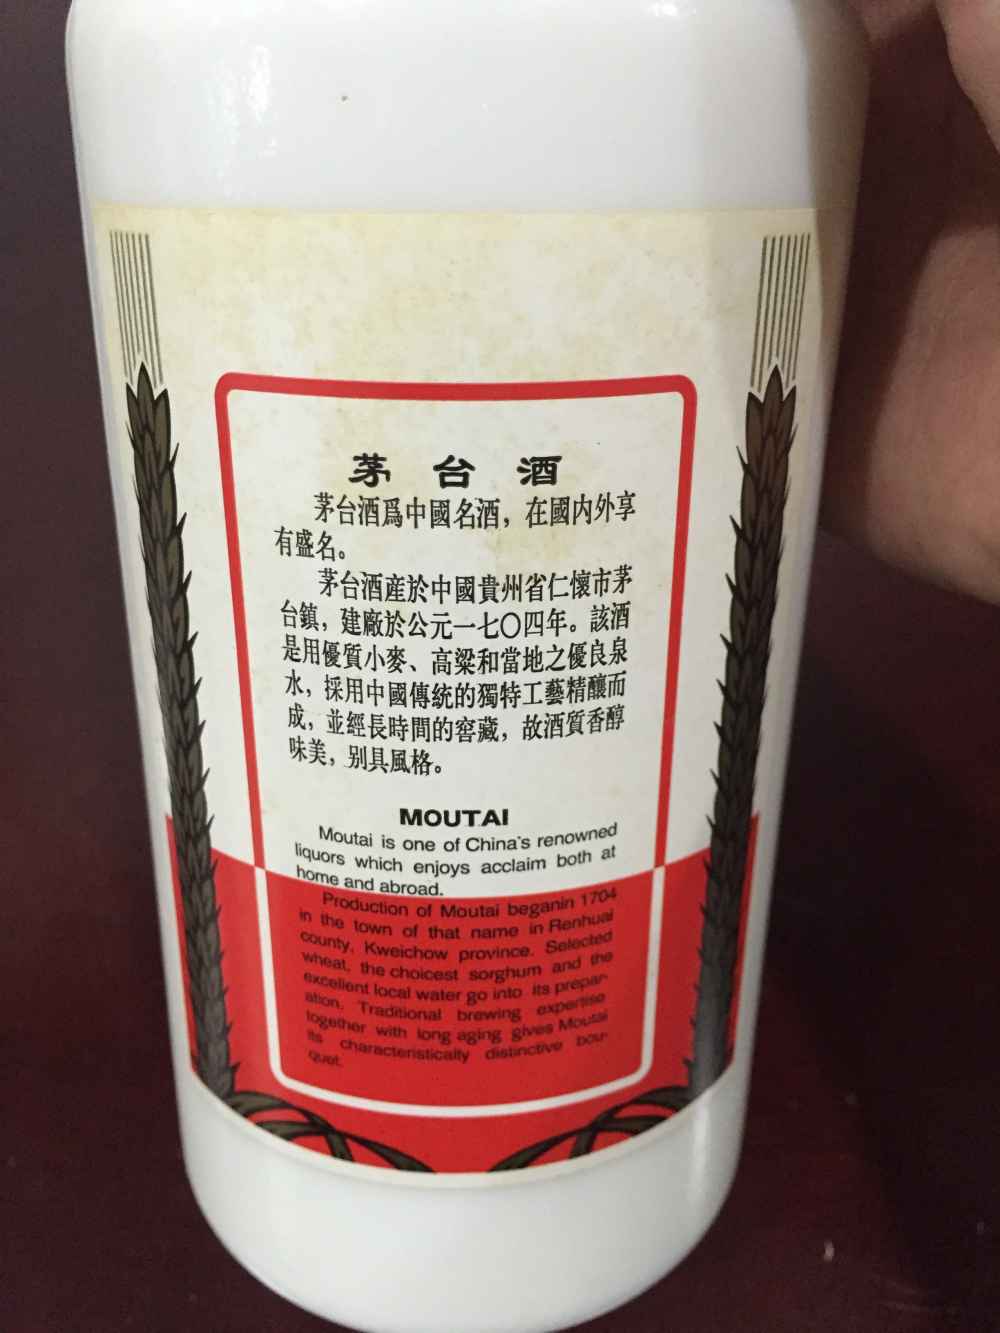 茅台酒
茅台酒爲中國名酒，在國内外享
有盛名。
茅台酒産於中國貴州省仁懷市茅
台鎮，建廠於公元一七〇四年。該酒
是用優質小麥、高粱和當地之優良泉
水，採用中國傳統的獨特工藝精釀而
成，並經長時間的窖藏，故酒質香醇
味美，别具風格。
MOUTAI
Moutai is one of China's renowned
liquors which enjoys acclaim both at
home and abroad.
Production of Moutai beganin 1704
in the town of that name in Renhuai
county, Kweichow province. Selected
wheat, the choicest sorghum and the
excellent local water go into its prepar-
ation. Traditional brewing expertise
together with long aging gives Moutai
its characteristically distinctive bou-
quet.